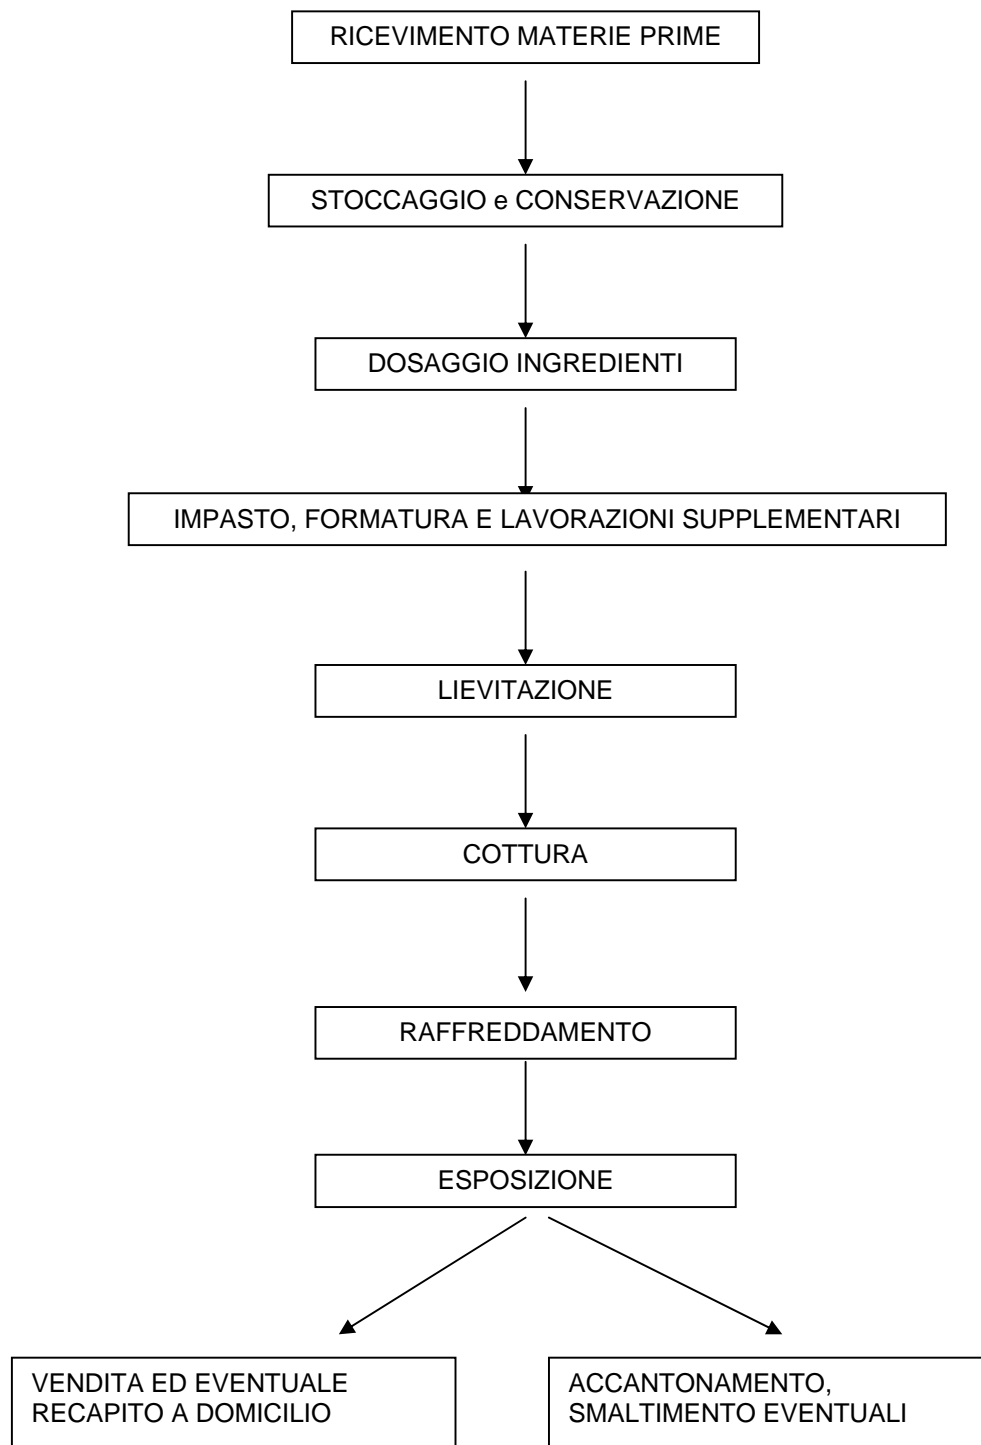 RICEVIMENTO MATERIE PRIME
STOCCAGGIO e CONSERVAZIONE
DOSAGGIO INGREDIENTI
IMPASTO, FORMATURA E LAVORAZIONI SUPPLEMENTARI
LIEVITAZIONE
COTTURA
RAFFREDDAMENTO
ESPOSIZIONE
VENDITA ED EVENTUALE
RECAPITO A DOMICILIO
ACCANTONAMENTO,
SMALTIMENTO EVENTUALI